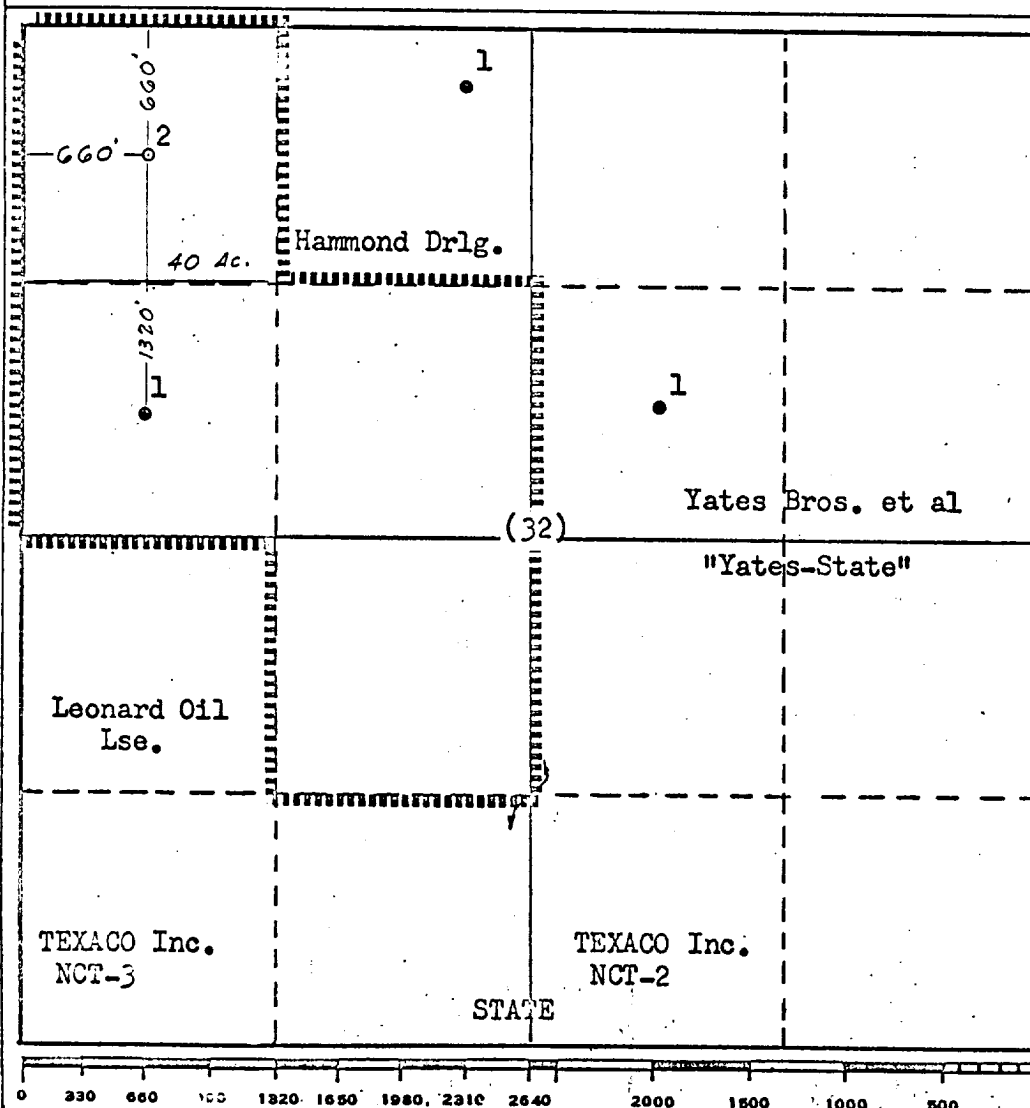 1
660'
660'
2
Hammond Drlg.
40 Ac.
1320'
1
1
Yates Bros. et al
(32)
"Yates-State"
Leonard Oil
Lse.
TEXACO Inc.
NCT-3
TEXACO Inc.
NCT-2
STATE
0 330 660 1320 1650 1980 2310 2640 2000 1500 1000 500